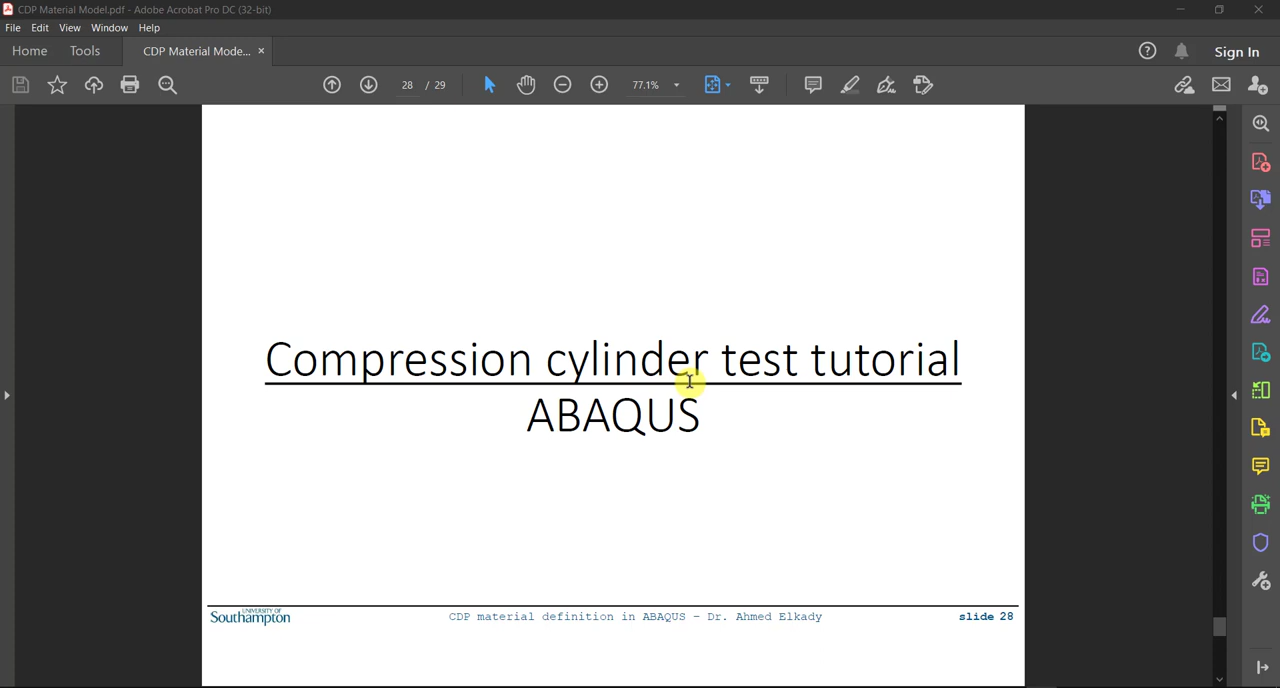 CDP Material Model.pdf - Adobe Acrobat Pro DC (32-bit)
File Edit View Window Help
Home Tools CDP Material Mode... × Sign In
28 / 29 77.1%
Compression cylinder test tutorial
ABAQUS
UNIVERSITY OF
Southampton
CDP material definition in ABAQUS - Dr. Ahmed Elkady
slide 28